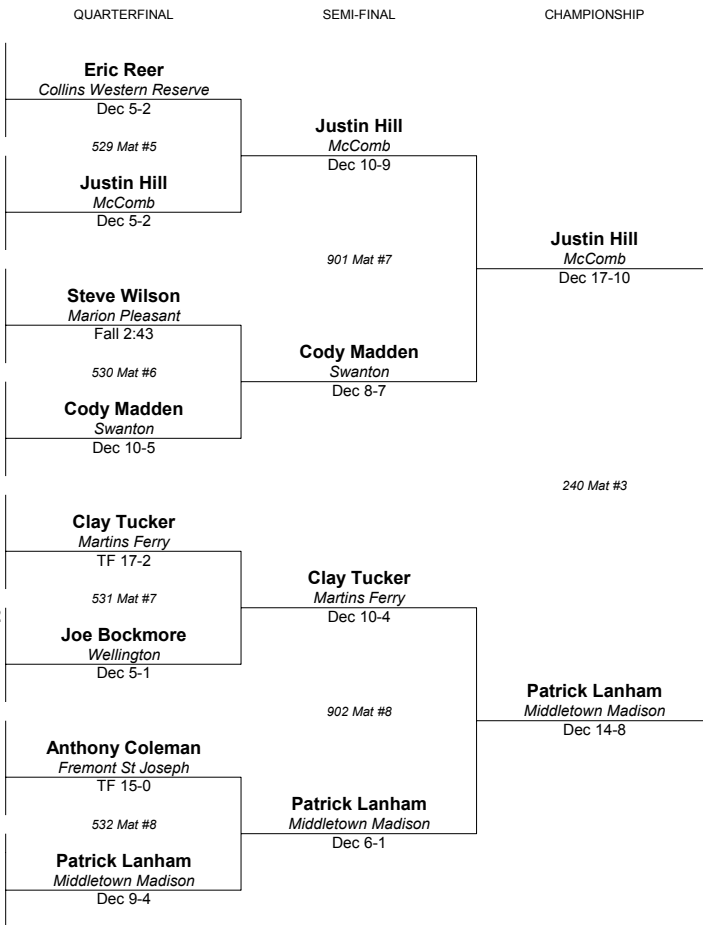 QUARTERFINAL SEMI-FINAL CHAMPIONSHIP
Eric Reer
Collins Western Reserve
Dec 5-2
529 Mat #5
Justin Hill
McComb
Dec 5-2
Justin Hill
McComb
Dec 10-9
901 Mat #7
Justin Hill
McComb
Dec 17-10
Steve Wilson
Marion Pleasant
Fall 2:43
530 Mat #6
Cody Madden
Swanton
Dec 10-5
Cody Madden
Swanton
Dec 8-7
240 Mat #3
Clay Tucker
Martins Ferry
TF 17-2
531 Mat #7
Joe Bockmore
Wellington
Dec 5-1
Clay Tucker
Martins Ferry
Dec 10-4
902 Mat #8
Patrick Lanham
Middletown Madison
Dec 14-8
Anthony Coleman
Fremont St Joseph
TF 15-0
532 Mat #8
Patrick Lanham
Middletown Madison
Dec 9-4
Patrick Lanham
Middletown Madison
Dec 6-1